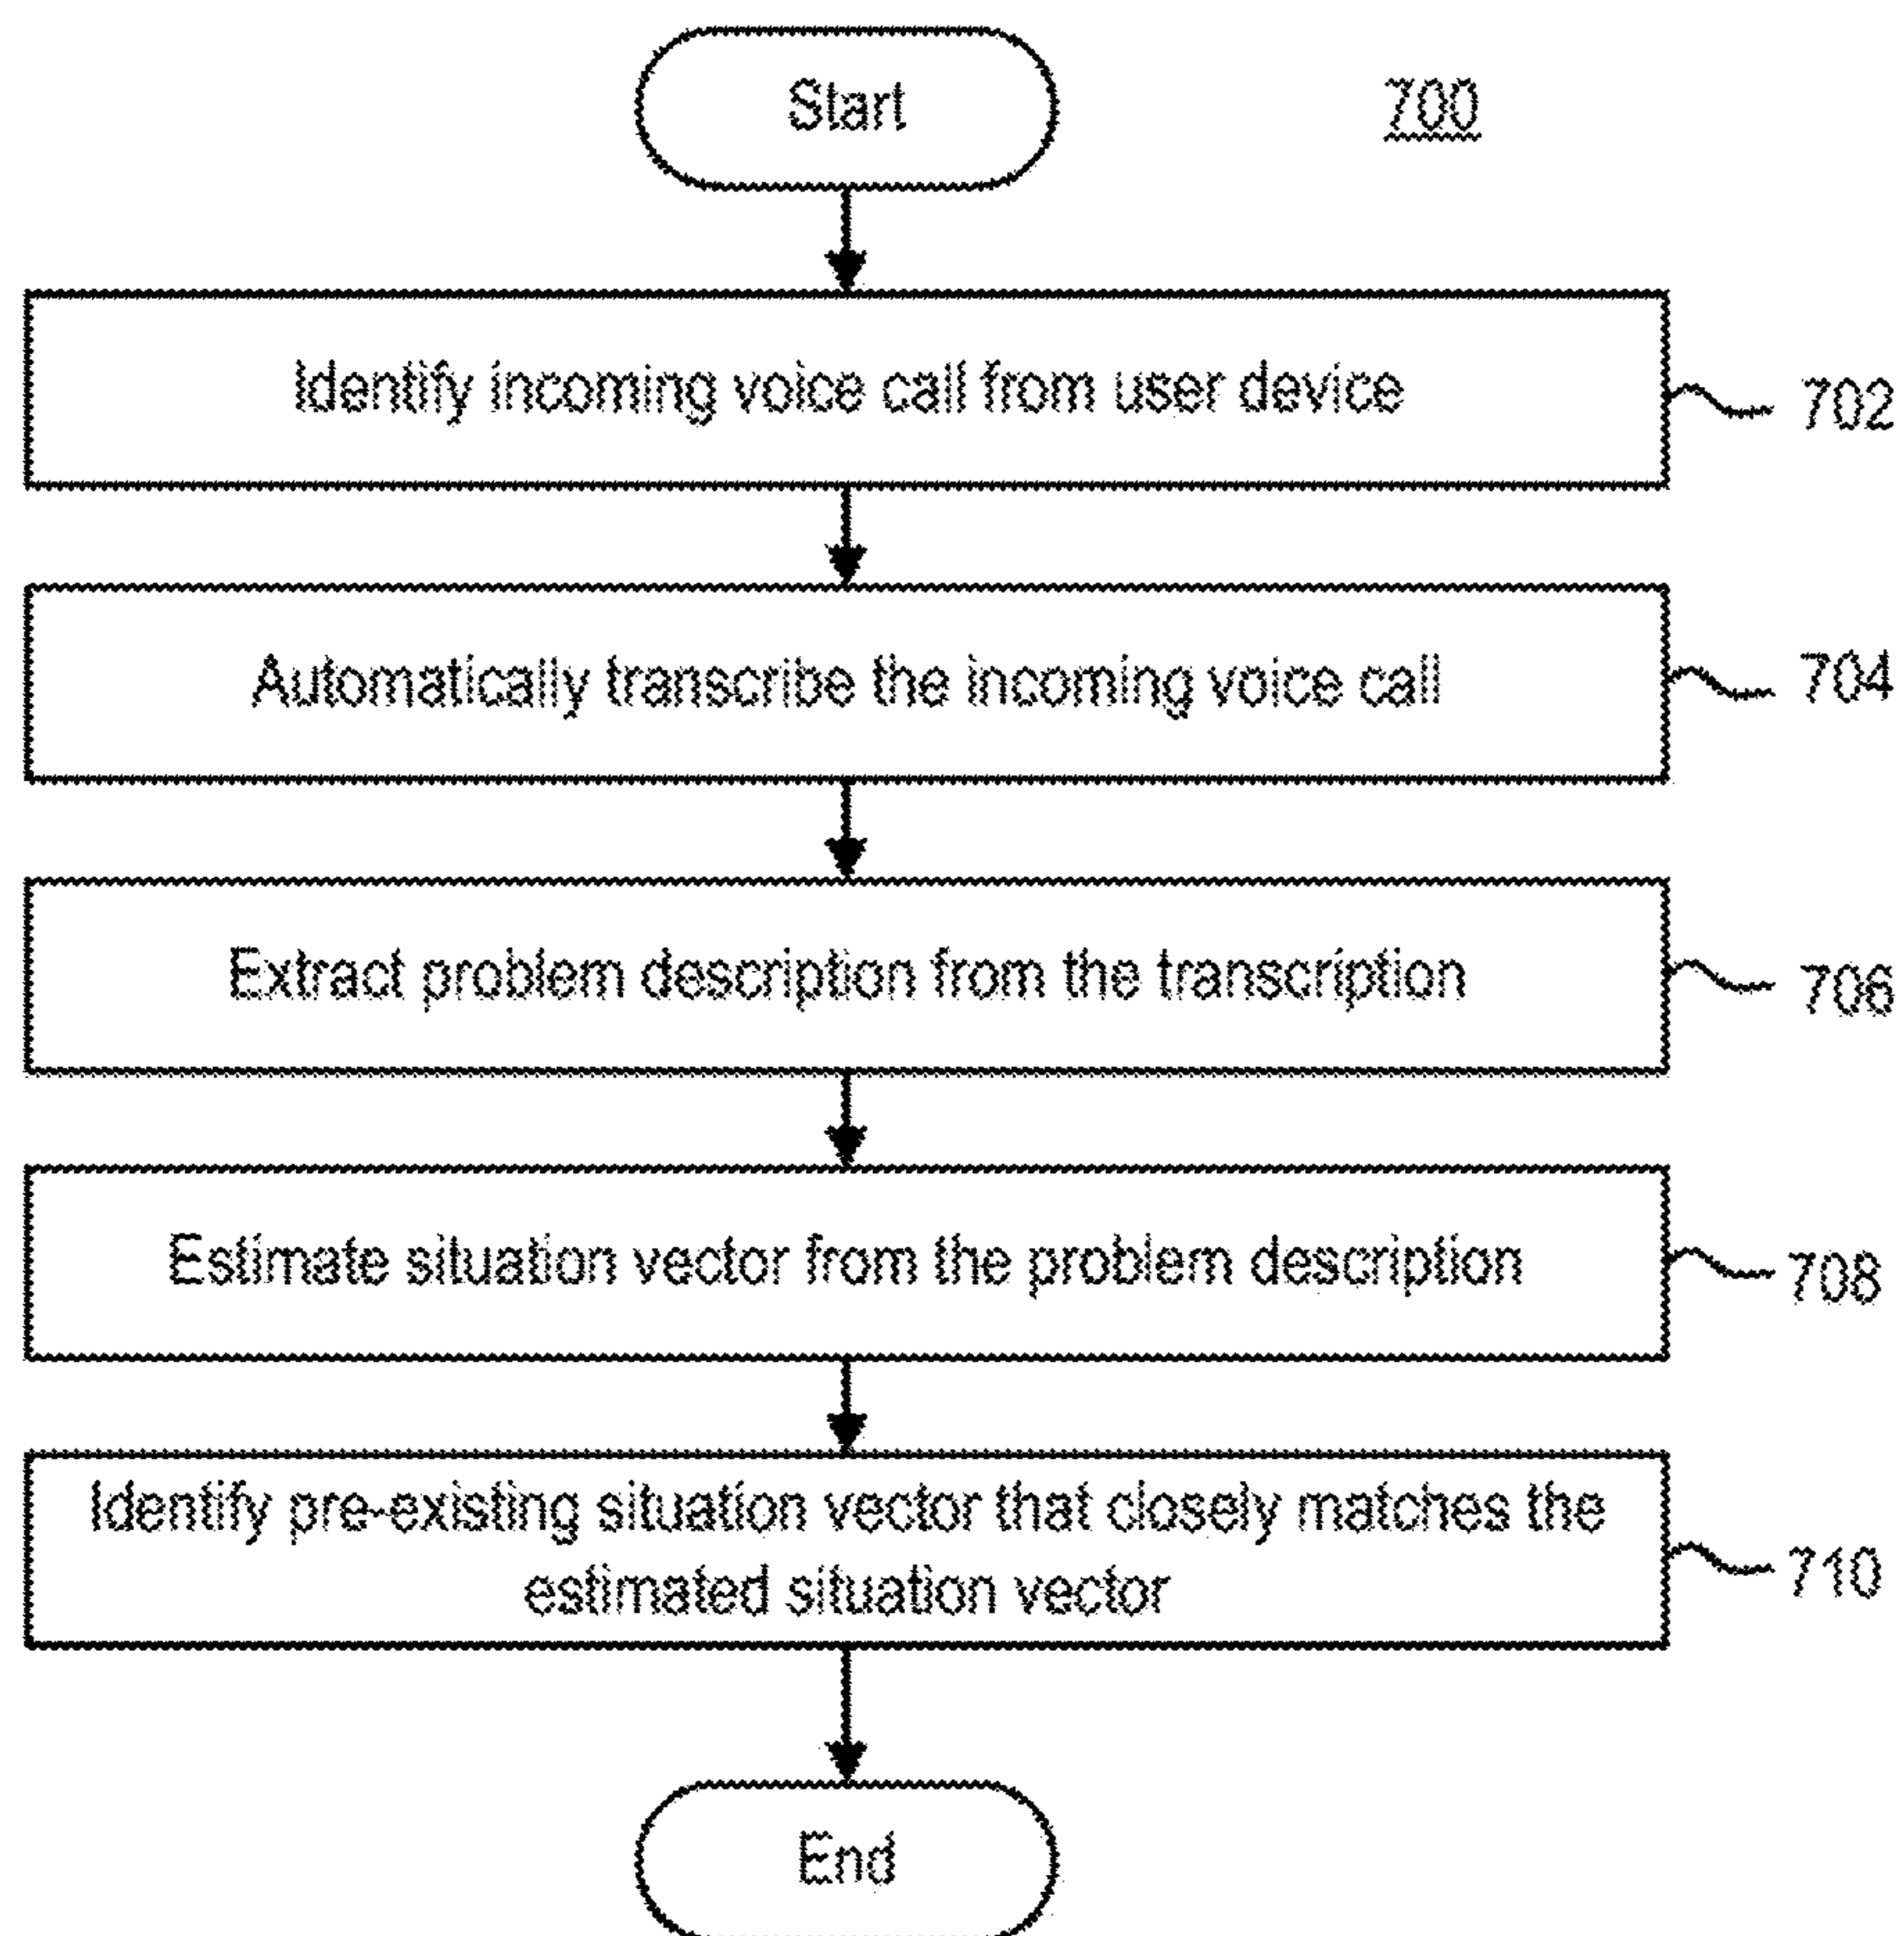 Start
700
Identify incoming voice call from user device
702
Automatically transcribe the incoming voice call
704
Extract problem description from the transcription
706
Estimate situation vector from the problem description
708
Identify pre-existing situation vector that closely matches the
estimated situation vector
710
End